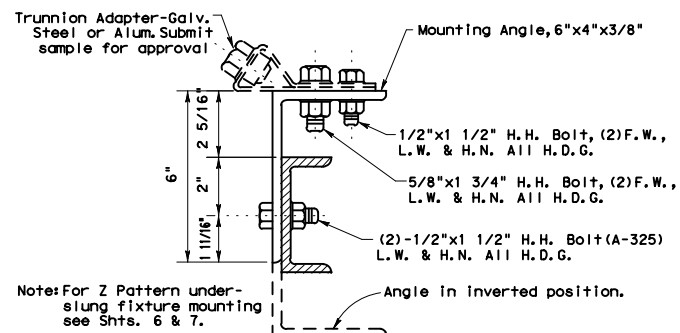 Trunnion Adapter-Galv.
Steel or Alum. Submit
sample for approval
Mounting Angle, 6"x4"x3/8"
2 5/16"
6"
2"
1 11/16"
1/2"x1 1/2" H.H. Bolt, (2)F.W.,
L.W. & H.N. All H.D.G.
5/8"x1 3/4" H.H. Bolt, (2)F.W.,
L.W. & H.N. All H.D.G.
(2)-1/2"x1 1/2" H.H. Bolt(A-325)
L.W. & H.N. All H.D.G.
Note: For Z Pattern under-
slung fixture mounting
see Shts. 6 & 7.
Angle in inverted position.